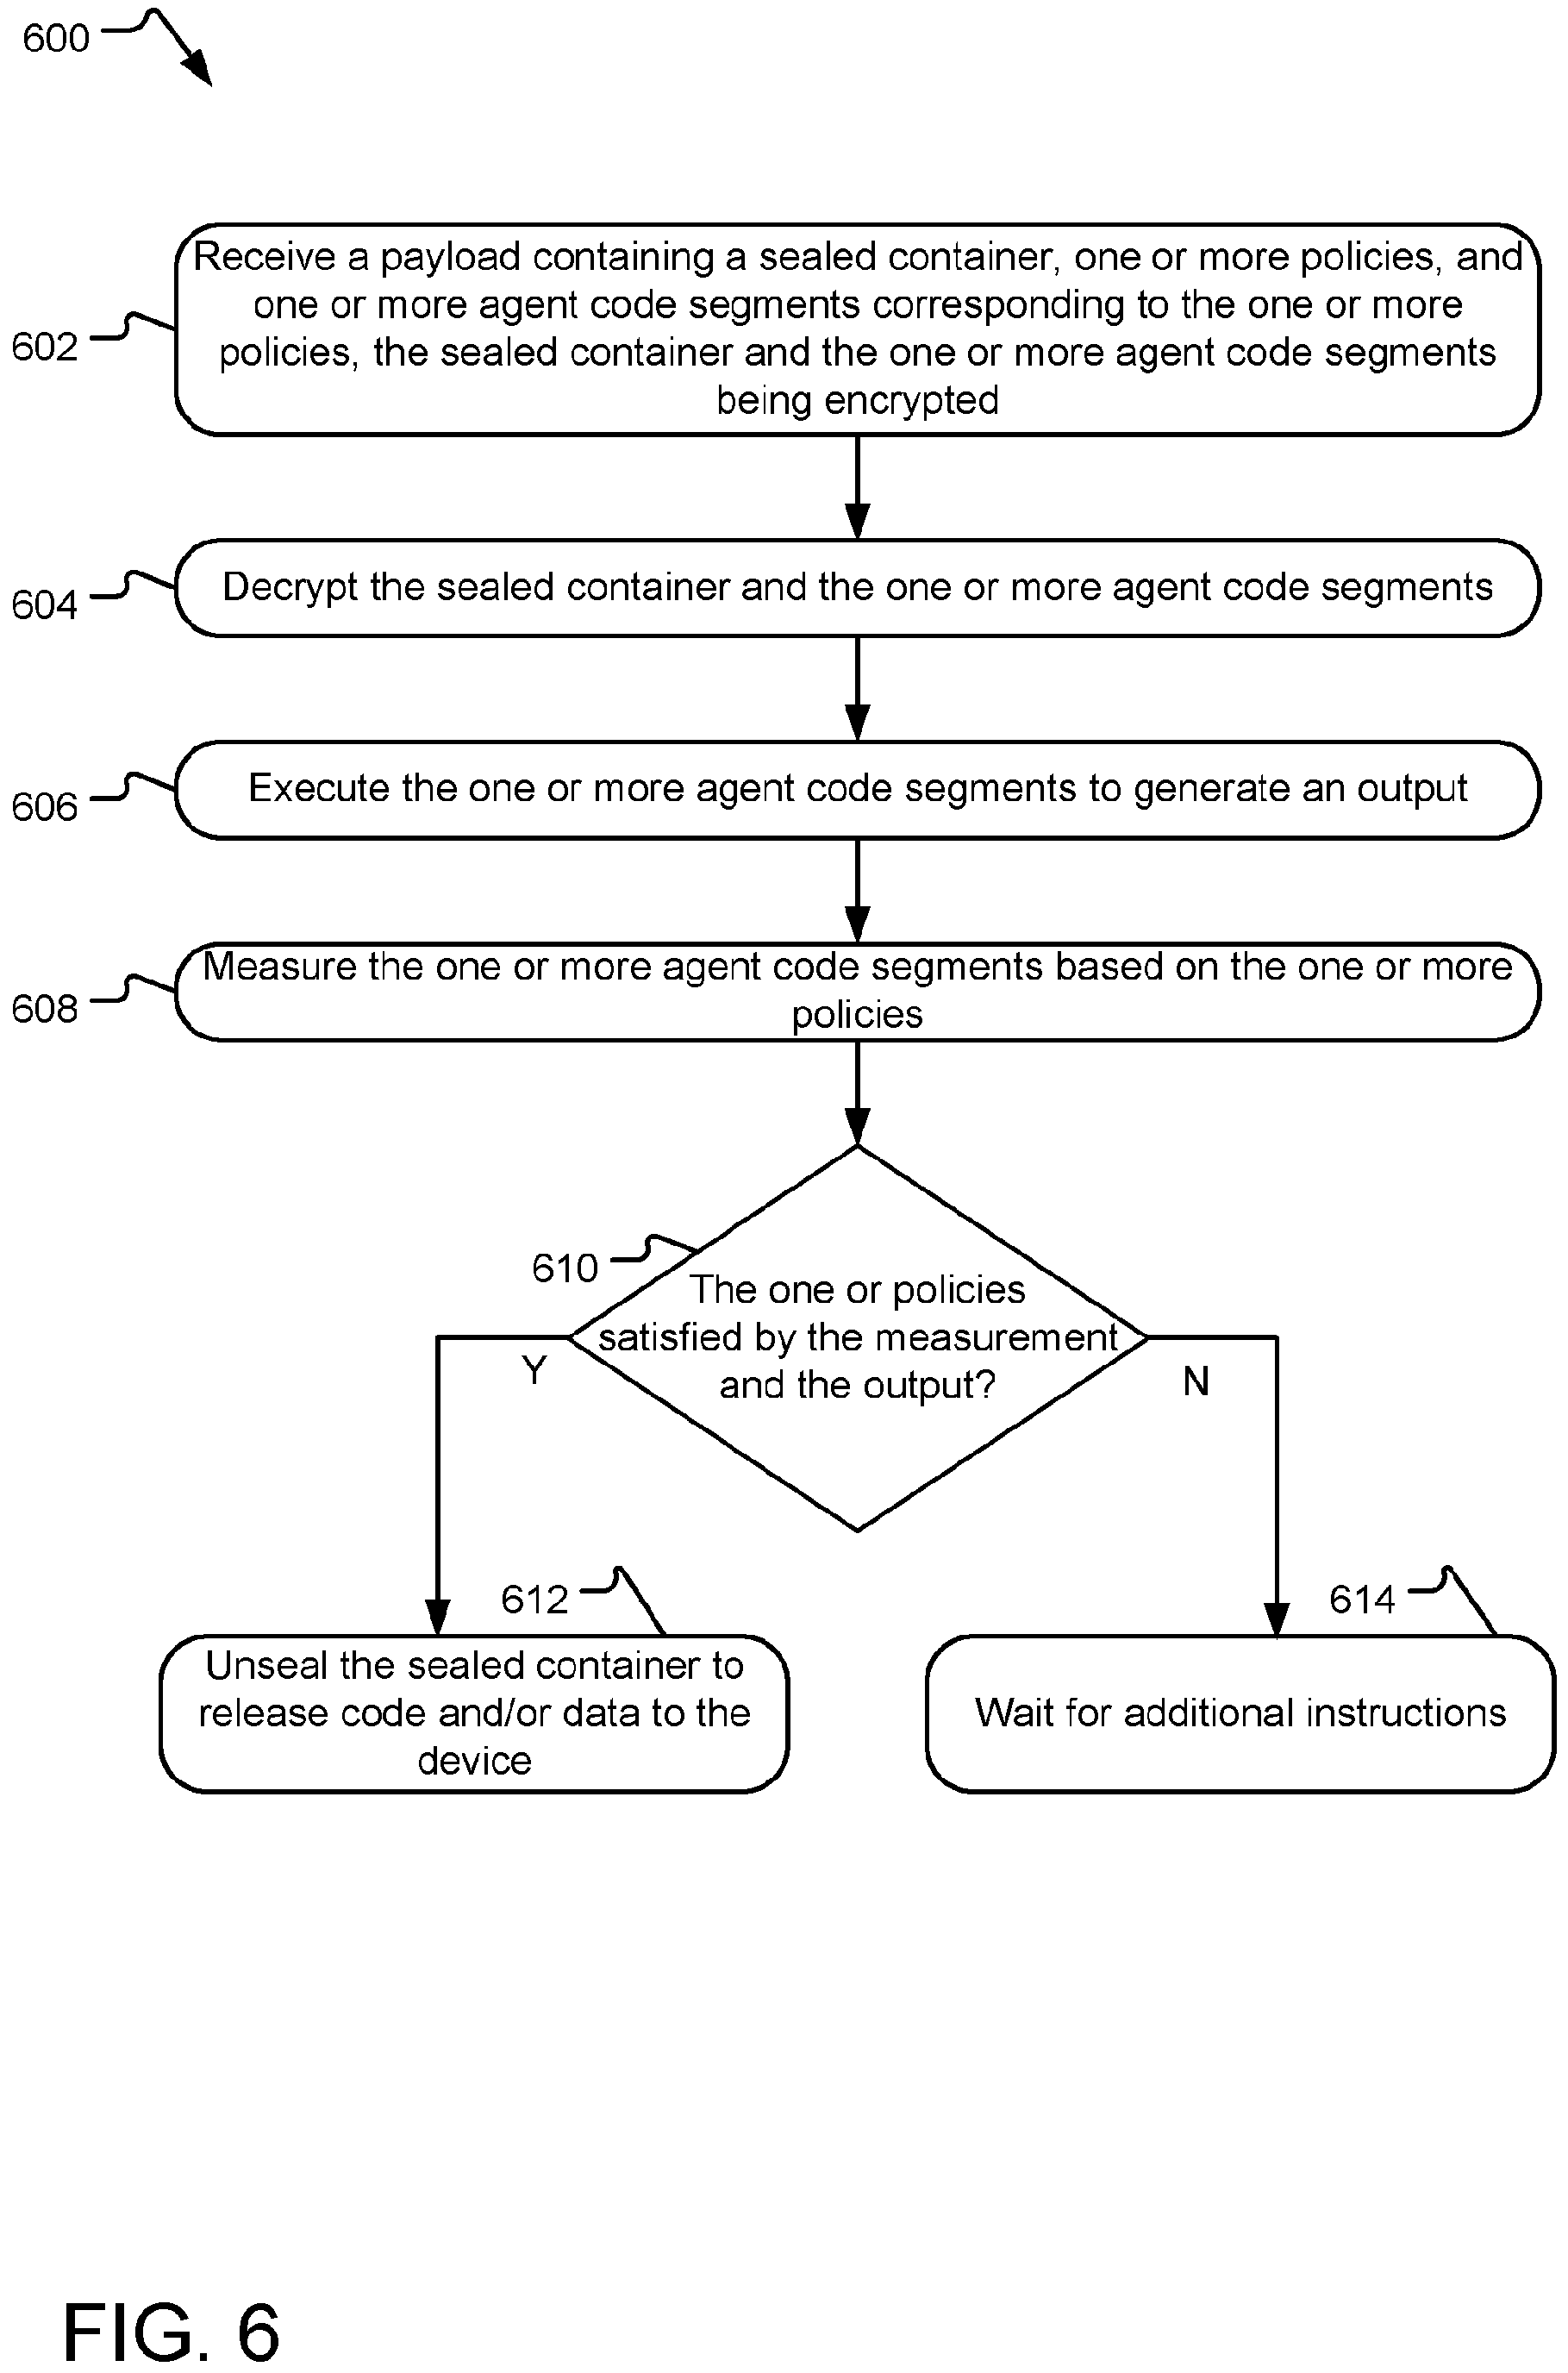 600
Receive a payload containing a sealed container, one or more policies, and
one or more agent code segments corresponding to the one or more
policies, the sealed container and the one or more agent code segments
being encrypted
602
Decrypt the sealed container and the one or more agent code segments
604
Execute the one or more agent code segments to generate an output
606
Measure the one or more agent code segments based on the one or more
policies
608
610
The one or policies
satisfied by the measurement
and the output?
Y
N
612
Unseal the sealed container to
release code and/or data to the
device
614
Wait for additional instructions
FIG. 6